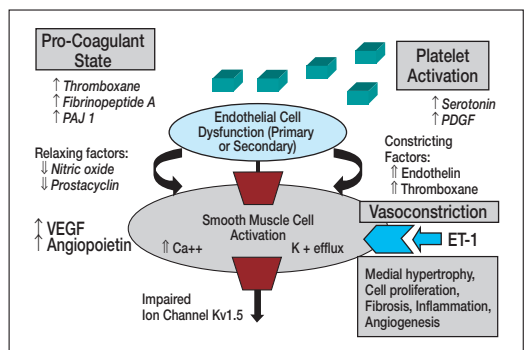 Pro-Coagulant
State
↑ Thromboxane
↑ Fibrinopeptide A
↑ PAJ 1
Platelet
Activation
↑ Serotonin
↑ PDGF
Endothelial Cell
Dysfunction (Primary
or Secondary)
Relaxing factors:
⇓ Nitric oxide
⇓ Prostacyclin
Constricting
Factors:
⇑ Endothelin
⇑ Thromboxane
↑ VEGF
↑ Angiopoietin
Smooth Muscle Cell
Activation
⇑ Ca++
K + efflux
Vasoconstriction
ET-1
Impaired
Ion Channel Kv1.5
Medial hypertrophy,
Cell proliferation,
Fibrosis, Inflammation,
Angiogenesis